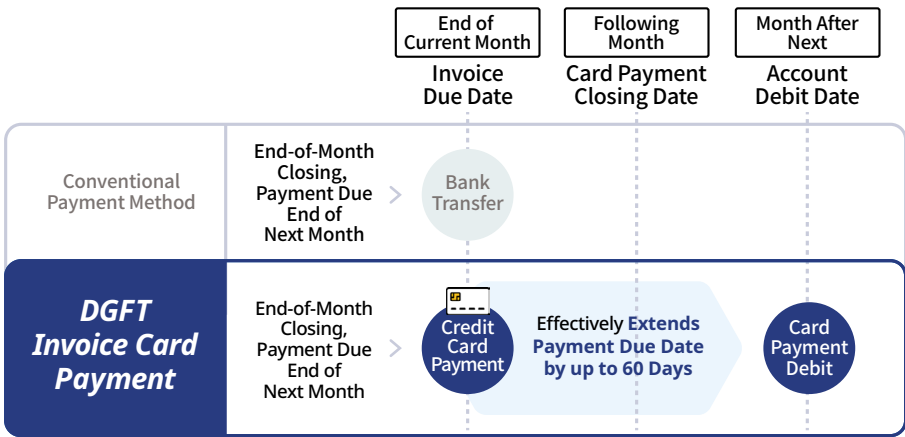 End of
Current Month
Following
Month
Month After
Next
Invoice
Due Date
Card Payment
Closing Date
Account
Debit Date
Conventional
Payment Method
End-of-Month
Closing,
Payment Due
End of
Next Month
Bank
Transfer
DGFT
Invoice Card
Payment
End-of-Month
Closing,
Payment Due
End of
Next Month
Credit
Card
Payment
Effectively Extends
Payment Due Date
by up to 60 Days
Card
Payment
Debit